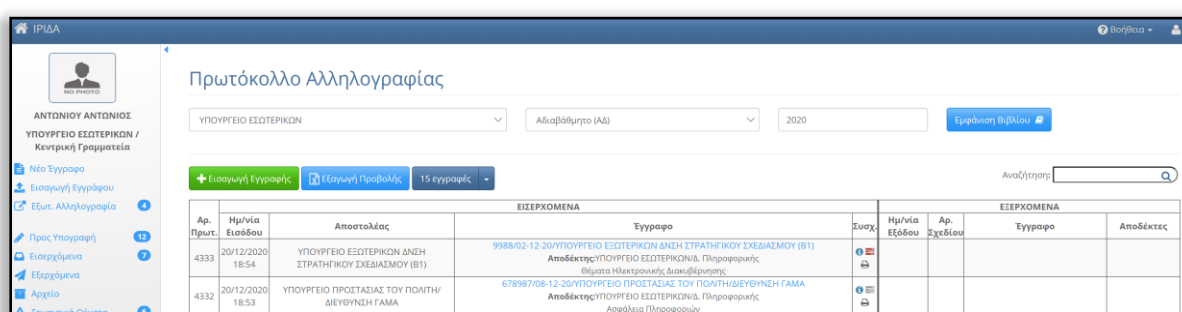 ΙΡΙΔΑ
Βοήθεια
NO PHOTO
ΑΝΤΩΝΙΟΥ ΑΝΤΩΝΙΟΣ
ΥΠΟΥΡΓΕΙΟ ΕΣΩΤΕΡΙΚΩΝ /
Κεντρική Γραμματεία
Νέο Έγγραφο
Εισαγωγή Εγγράφου
Εξωτ. Αλληλογραφία 4
Προς Υπογραφή 12
Εισερχόμενα 7
Εξερχόμενα
Αρχείο
Πρωτόκολλο Αλληλογραφίας
ΥΠΟΥΡΓΕΙΟ ΕΣΩΤΕΡΙΚΩΝ
Αδιαβάθμητο (ΑΔ)
2020
Εμφάνιση Βιβλίου
Εισαγωγή Εγγραφής
Εξαγωγή Προβολής
15 εγγραφές
Αναζήτηση:
ΕΙΣΕΡΧΟΜΕΝΑ ΕΞΕΡΧΟΜΕΝΑ
Αρ. Πρωτ.
Ημ/νία Εισόδου
Αποστολέας
Έγγραφο
Συσχ.
Ημ/νία Εξόδου
Αρ. Σχεδίου
Έγγραφο
Αποδέκτες
4333
20/12/2020
18:54
ΥΠΟΥΡΓΕΙΟ ΕΞΩΤΕΡΙΚΩΝ ΔΝΣΗ
ΣΤΡΑΤΗΓΙΚΟΥ ΣΧΕΔΙΑΣΜΟΥ (Β1)
9988/02-12-20/ΥΠΟΥΡΓΕΙΟ ΕΞΩΤΕΡΙΚΩΝ ΔΝΣΗ ΣΤΡΑΤΗΓΙΚΟΥ ΣΧΕΔΙΑΣΜΟΥ (Β1)
Αποδέκτης:ΥΠΟΥΡΓΕΙΟ ΕΣΩΤΕΡΙΚΩΝ/Δ. Πληροφορικής
Θέματα Ηλεκτρονικής Διακυβέρνησης
4332
20/12/2020
18:53
ΥΠΟΥΡΓΕΙΟ ΠΡΟΣΤΑΣΙΑΣ ΤΟΥ ΠΟΛΙΤΗ/
ΔΙΕΥΘΥΝΣΗ ΓΑΜΑ
678987/08-12-20/ΥΠΟΥΡΓΕΙΟ ΠΡΟΣΤΑΣΙΑΣ ΤΟΥ ΠΟΛΙΤΗ/ΔΙΕΥΘΥΝΣΗ ΓΑΜΑ
Αποδέκτης:ΥΠΟΥΡΓΕΙΟ ΕΣΩΤΕΡΙΚΩΝ/Δ. Πληροφορικής
Ασφάλεια Πληροφοριών